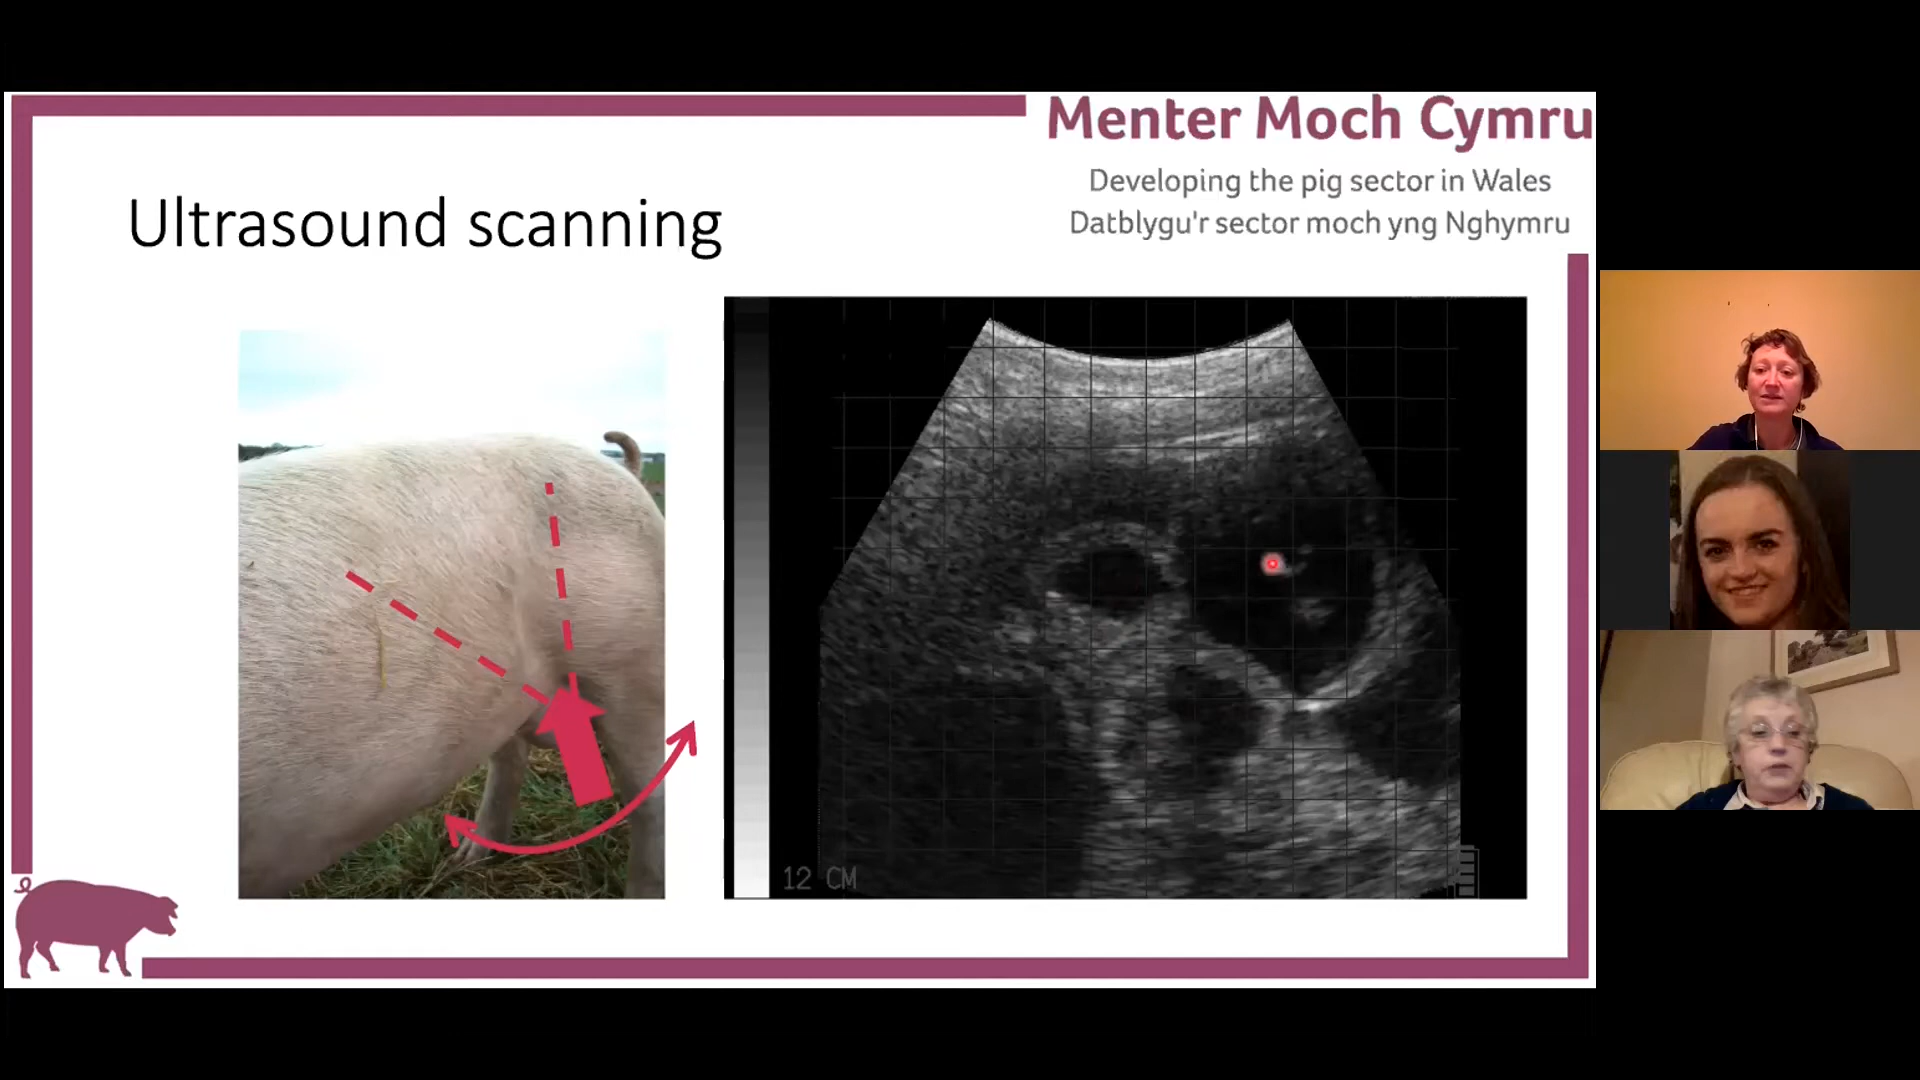 Menter Moch Cymru
Developing the pig sector in Wales
Datblygu'r sector moch yng Nghymru
Ultrasound scanning
12 CM